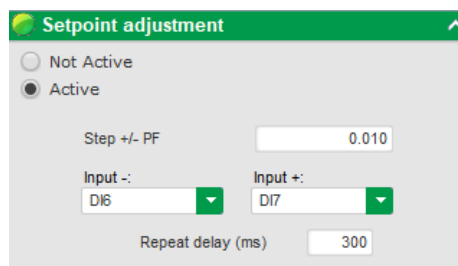 Setpoint adjustment
Not Active
Active
Step +/- PF 0.010
Input -: Input +:
DI6 DI7
Repeat delay (ms) 300